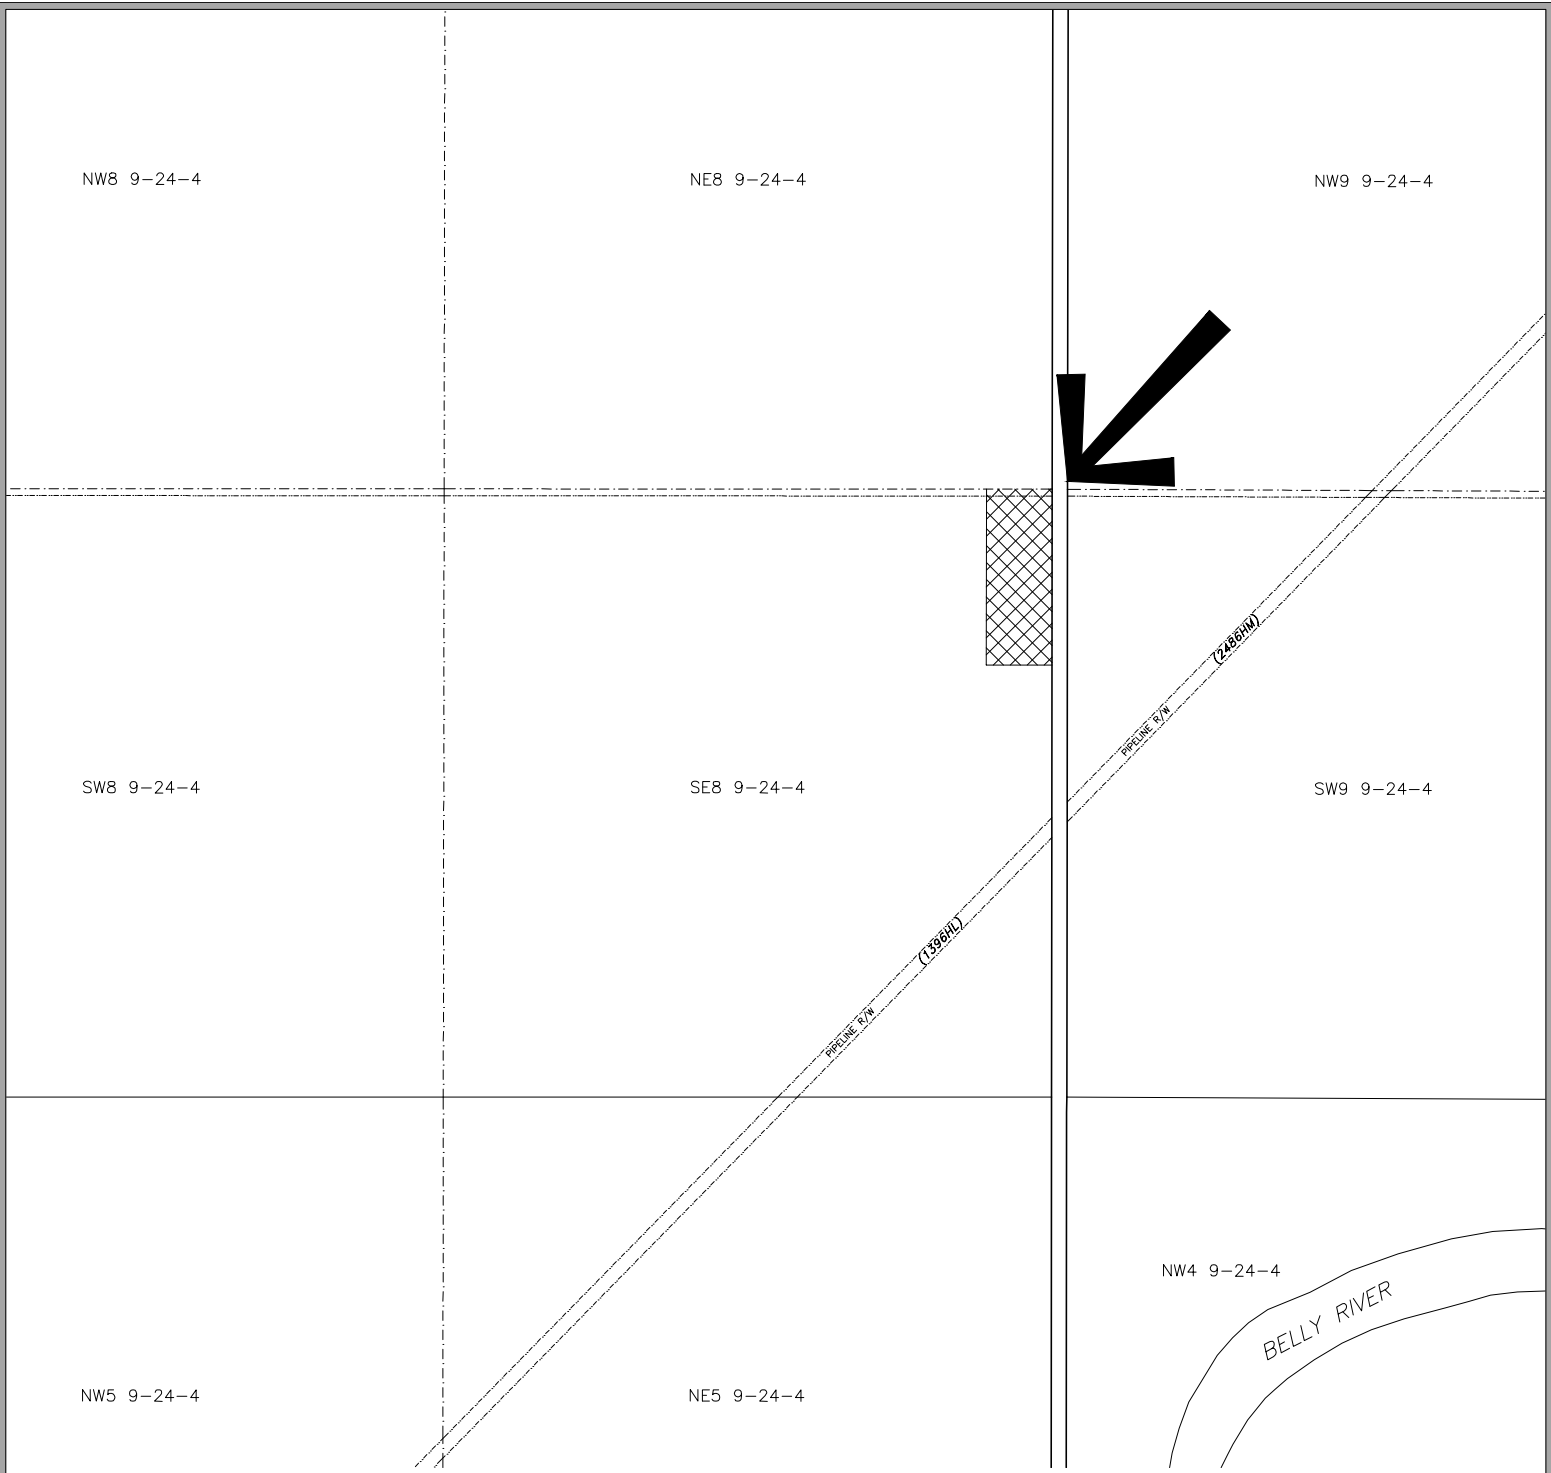 NW8 9-24-4
NE8 9-24-4
NW9 9-24-4
(2486HM)
PIPELINE R/W
SW8 9-24-4
SE8 9-24-4
SW9 9-24-4
(1396HL)
PIPELINE R/W
NW4 9-24-4
BELLY RIVER
NW5 9-24-4
NE5 9-24-4